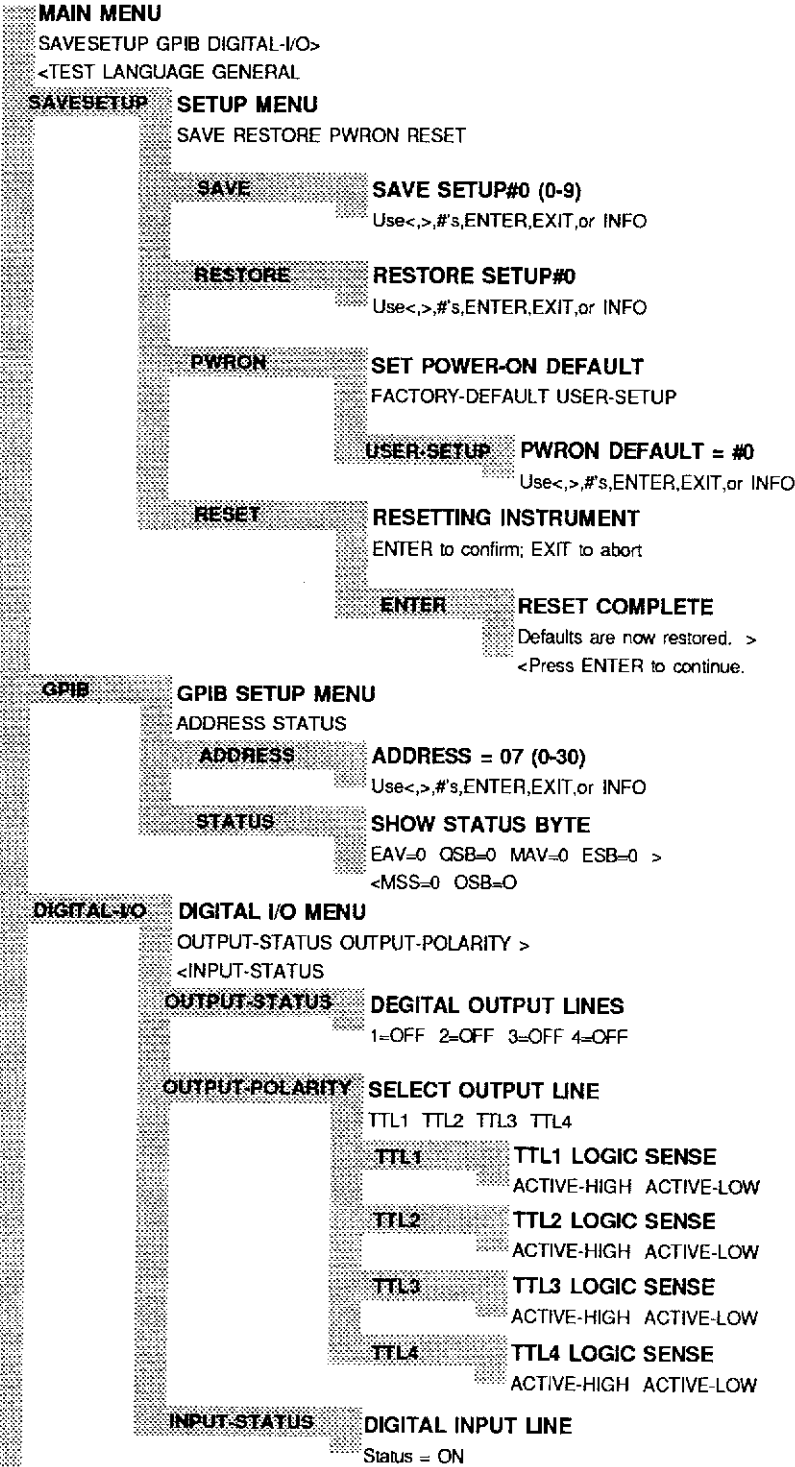 MAIN MENU
SAVESETUP GPIB DIGITAL-I/O>
<TEST LANGUAGE GENERAL
SAVESETUP SETUP MENU
SAVE RESTORE PWRON RESET
SAVE SAVE SETUP#0 (0-9)
Use<,>,#'s,ENTER,EXIT,or INFO
RESTORE RESTORE SETUP#0
Use<,>,#'s,ENTER,EXIT,or INFO
PWRON SET POWER-ON DEFAULT
FACTORY-DEFAULT USER-SETUP
USER-SETUP PWRON DEFAULT = #0
Use<,>,#'s,ENTER,EXIT,or INFO
RESET RESETTING INSTRUMENT
ENTER to confirm; EXIT to abort
ENTER RESET COMPLETE
Defaults are now restored. >
<Press ENTER to continue.
GPIB GPIB SETUP MENU
ADDRESS STATUS
ADDRESS ADDRESS = 07 (0-30)
Use<,>,#'s,ENTER,EXIT,or INFO
STATUS SHOW STATUS BYTE
EAV=0 QSB=0 MAV=0 ESB=0 >
<MSS=0 OSB=O
DIGITAL-I/O DIGITAL I/O MENU
OUTPUT-STATUS OUTPUT-POLARITY >
<INPUT-STATUS
OUTPUT-STATUS DEGITAL OUTPUT LINES
1=OFF 2=OFF 3=OFF 4=OFF
OUTPUT-POLARITY SELECT OUTPUT LINE
TTL1 TTL2 TTL3 TTL4
TTL1 TTL1 LOGIC SENSE
ACTIVE-HIGH ACTIVE-LOW
TTL2 TTL2 LOGIC SENSE
ACTIVE-HIGH ACTIVE-LOW
TTL3 TTL3 LOGIC SENSE
ACTIVE-HIGH ACTIVE-LOW
TTL4 TTL4 LOGIC SENSE
ACTIVE-HIGH ACTIVE-LOW
INPUT-STATUS DIGITAL INPUT LINE
Status = ON